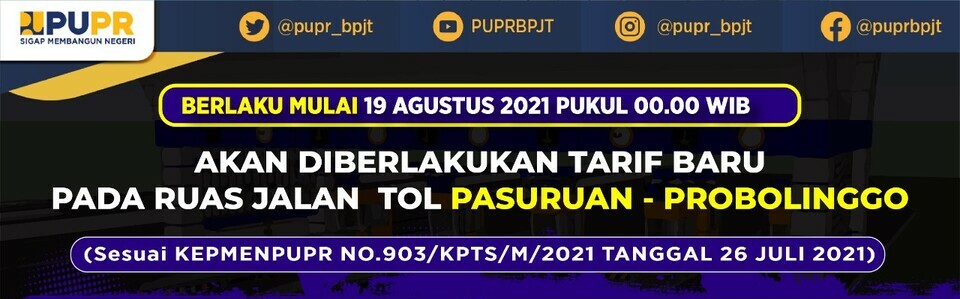 PUPR
SIGAP MEMBANGUN NEGERI
@pupr_bpjt
PUPRBPJT
@pupr_bpjt
@puprbpjt
BERLAKU MULAI 19 AGUSTUS 2021 PUKUL 00.00 WIB
AKAN DIBERLAKUKAN TARIF BARU
PADA RUAS JALAN TOL PASURUAN - PROBOLINGGO
(Sesuai KEPMENPUPR NO.903/KPTS/M/2021 TANGGAL 26 JULI 2021)